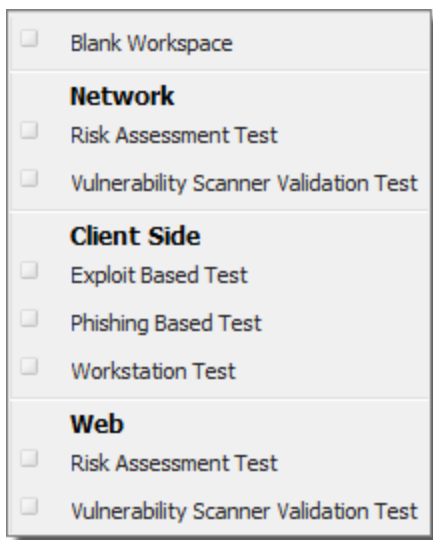 Blank Workspace
Network
Risk Assessment Test
Vulnerability Scanner Validation Test
Client Side
Exploit Based Test
Phishing Based Test
Workstation Test
Web
Risk Assessment Test
Vulnerability Scanner Validation Test